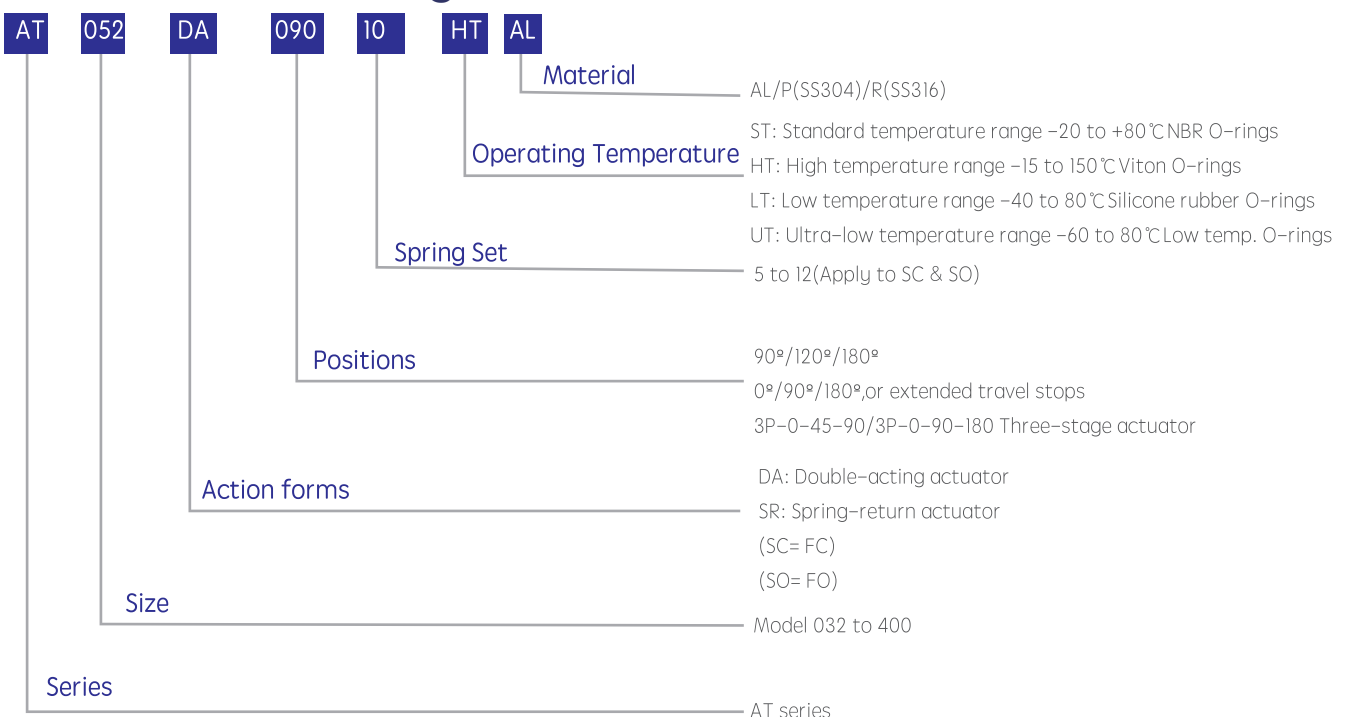 AT 052 DA 090 10 HT AL
Material
AL/P(SS304)/R(SS316)
ST: Standard temperature range -20 to +80℃ NBR O-rings
Operating Temperature
HT: High temperature range -15 to 150℃ Viton O-rings
LT: Low temperature range -40 to 80℃ Silicone rubber O-rings
UT: Ultra-low temperature range -60 to 80℃ Low temp. O-rings
Spring Set
5 to 12(Apply to SC & SO)
Positions
90º/120º/180º
0º/90º/180º,or extended travel stops
3P-0-45-90/3P-0-90-180 Three-stage actuator
Action forms
DA: Double-acting actuator
SR: Spring-return actuator
(SC= FC)
(SO= FO)
Size
Model 032 to 400
Series
AT series